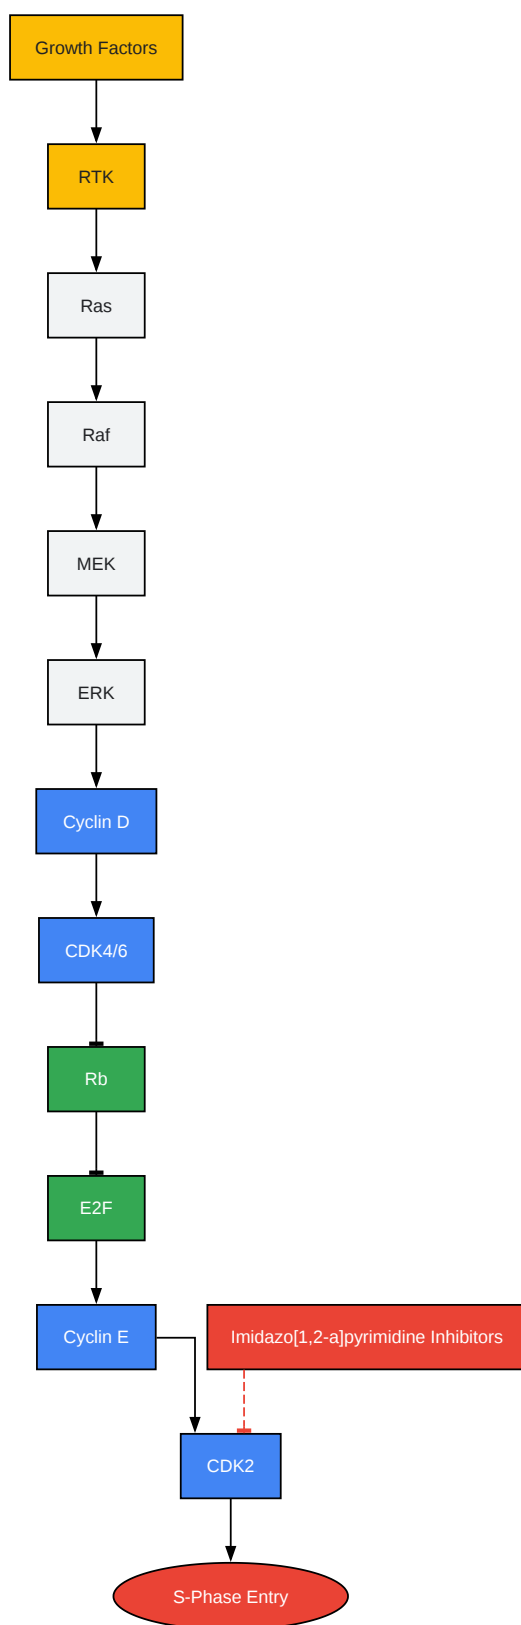 Growth Factors
RTK
Ras
Raf
MEK
ERK
Cyclin D
CDK4/6
Rb
E2F
Cyclin E
Imidazo[1,2-a]pyrimidine Inhibitors
CDK2
S-Phase Entry